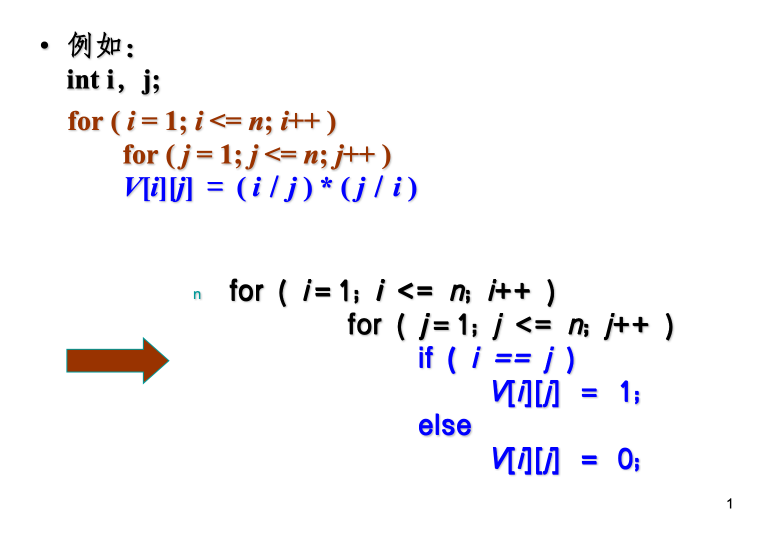 • 例如：
int i，j;
for ( i = 1; i <= n; i++ )
for ( j = 1; j <= n; j++ )
V[i][j] = ( i / j ) * ( j / i )
n for ( i = 1; i <= n; i++ )
for ( j = 1; j <= n; j++ )
if ( i == j )
V[i][j] = 1;
else
V[i][j] = 0;
1